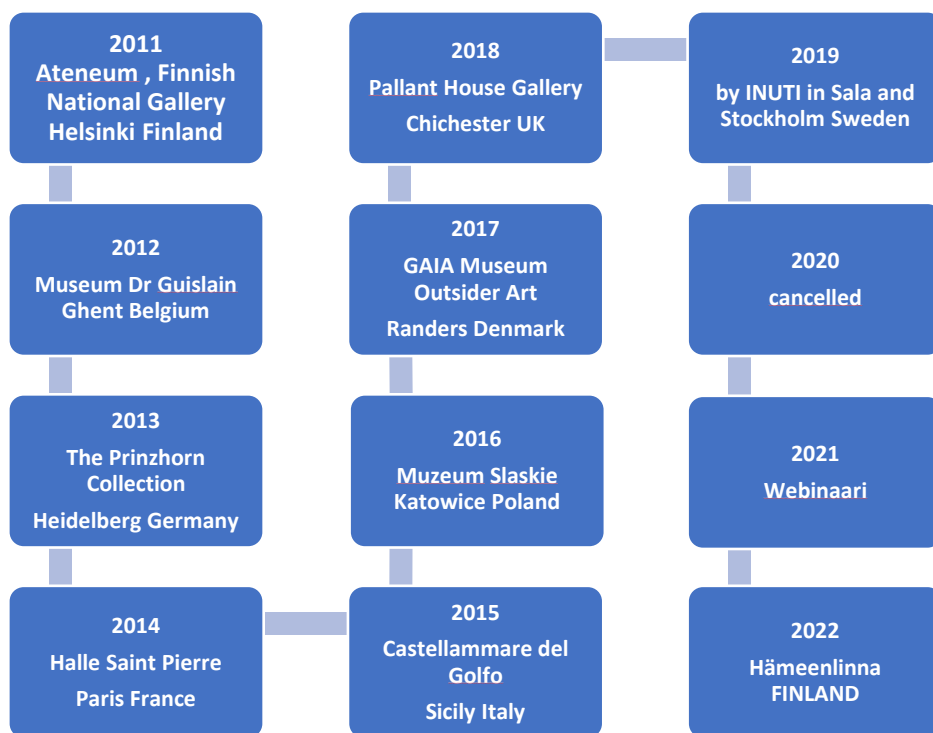 2011
Ateneum , Finnish
National Gallery
Helsinki Finland
2012
Museum Dr Guislain
Ghent Belgium
2013
The Prinzhorn
Collection
Heidelberg Germany
2014
Halle Saint Pierre
Paris France
2015
Castellammare del
Golfo
Sicily Italy
2016
Muzeum Slaskie
Katowice Poland
2017
GAIA Museum
Outsider Art
Randers Denmark
2018
Pallant House Gallery
Chichester UK
2019
by INUTI in Sala and
Stockholm Sweden
2020
cancelled
2021
Webinaari
2022
Hämeenlinna
FINLAND